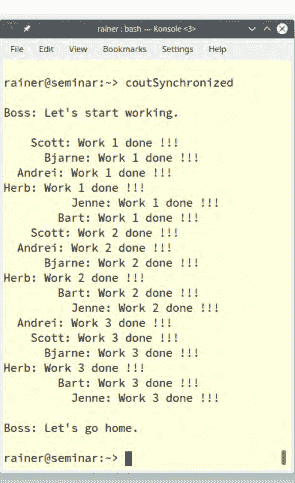 rainer : bash — Konsole <3>
File Edit View Bookmarks Settings Help
rainer@seminar:~> coutSynchronized
Boss: Let's start working.
Scott: Work 1 done !!!
Bjarne: Work 1 done !!!
Andrei: Work 1 done !!!
Herb: Work 1 done !!!
Jenne: Work 1 done !!!
Bart: Work 1 done !!!
Scott: Work 2 done !!!
Andrei: Work 2 done !!!
Bjarne: Work 2 done !!!
Herb: Work 2 done !!!
Bart: Work 2 done !!!
Jenne: Work 2 done !!!
Andrei: Work 3 done !!!
Scott: Work 3 done !!!
Bjarne: Work 3 done !!!
Herb: Work 3 done !!!
Bart: Work 3 done !!!
Jenne: Work 3 done !!!
Boss: Let's go home.
rainer@seminar:~>